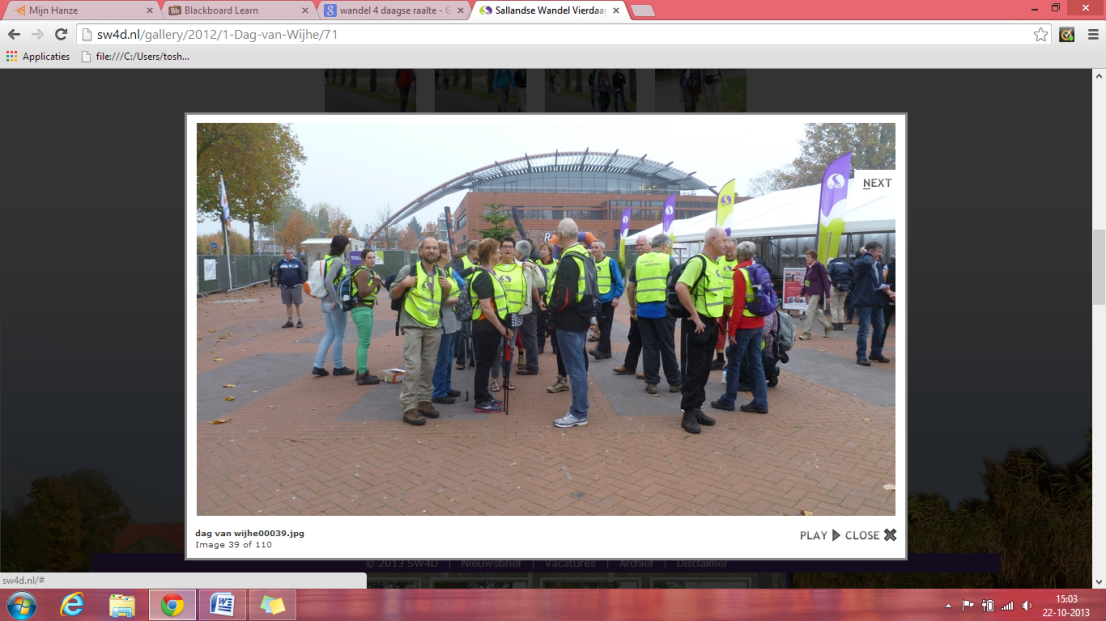 Mijn Hanze
Blackboard Learn
wandel 4 daagse raalte - G
Sallandse Wandel Vierdaag
sw4d.nl/gallery/2012/1-Dag-van-Wijhe/71
Applicaties
file:///C:/Users/tosh...
NEXT
dag van wijhe00039.jpg
Image 39 of 110
PLAY CLOSE
© 2013 SW4D | Nieuwsbrief | Vacatures | Archief | Disclaimer
sw4d.nl/#
15:03
22-10-2013